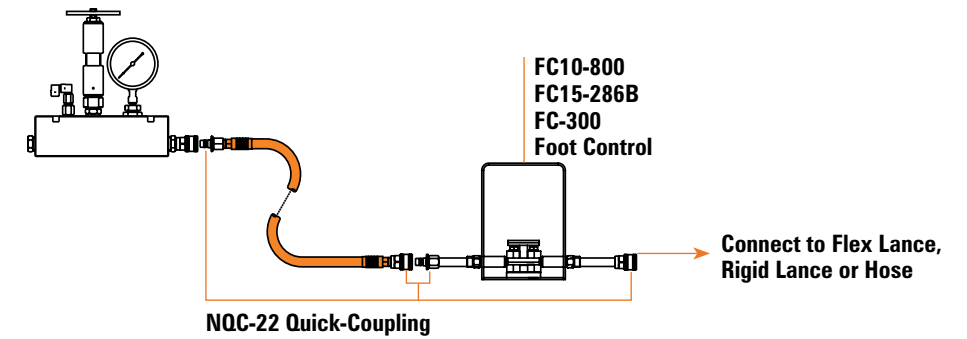 FC10-800
FC15-286B
FC-300
Foot Control
Connect to Flex Lance,
Rigid Lance or Hose
NQC-22 Quick-Coupling